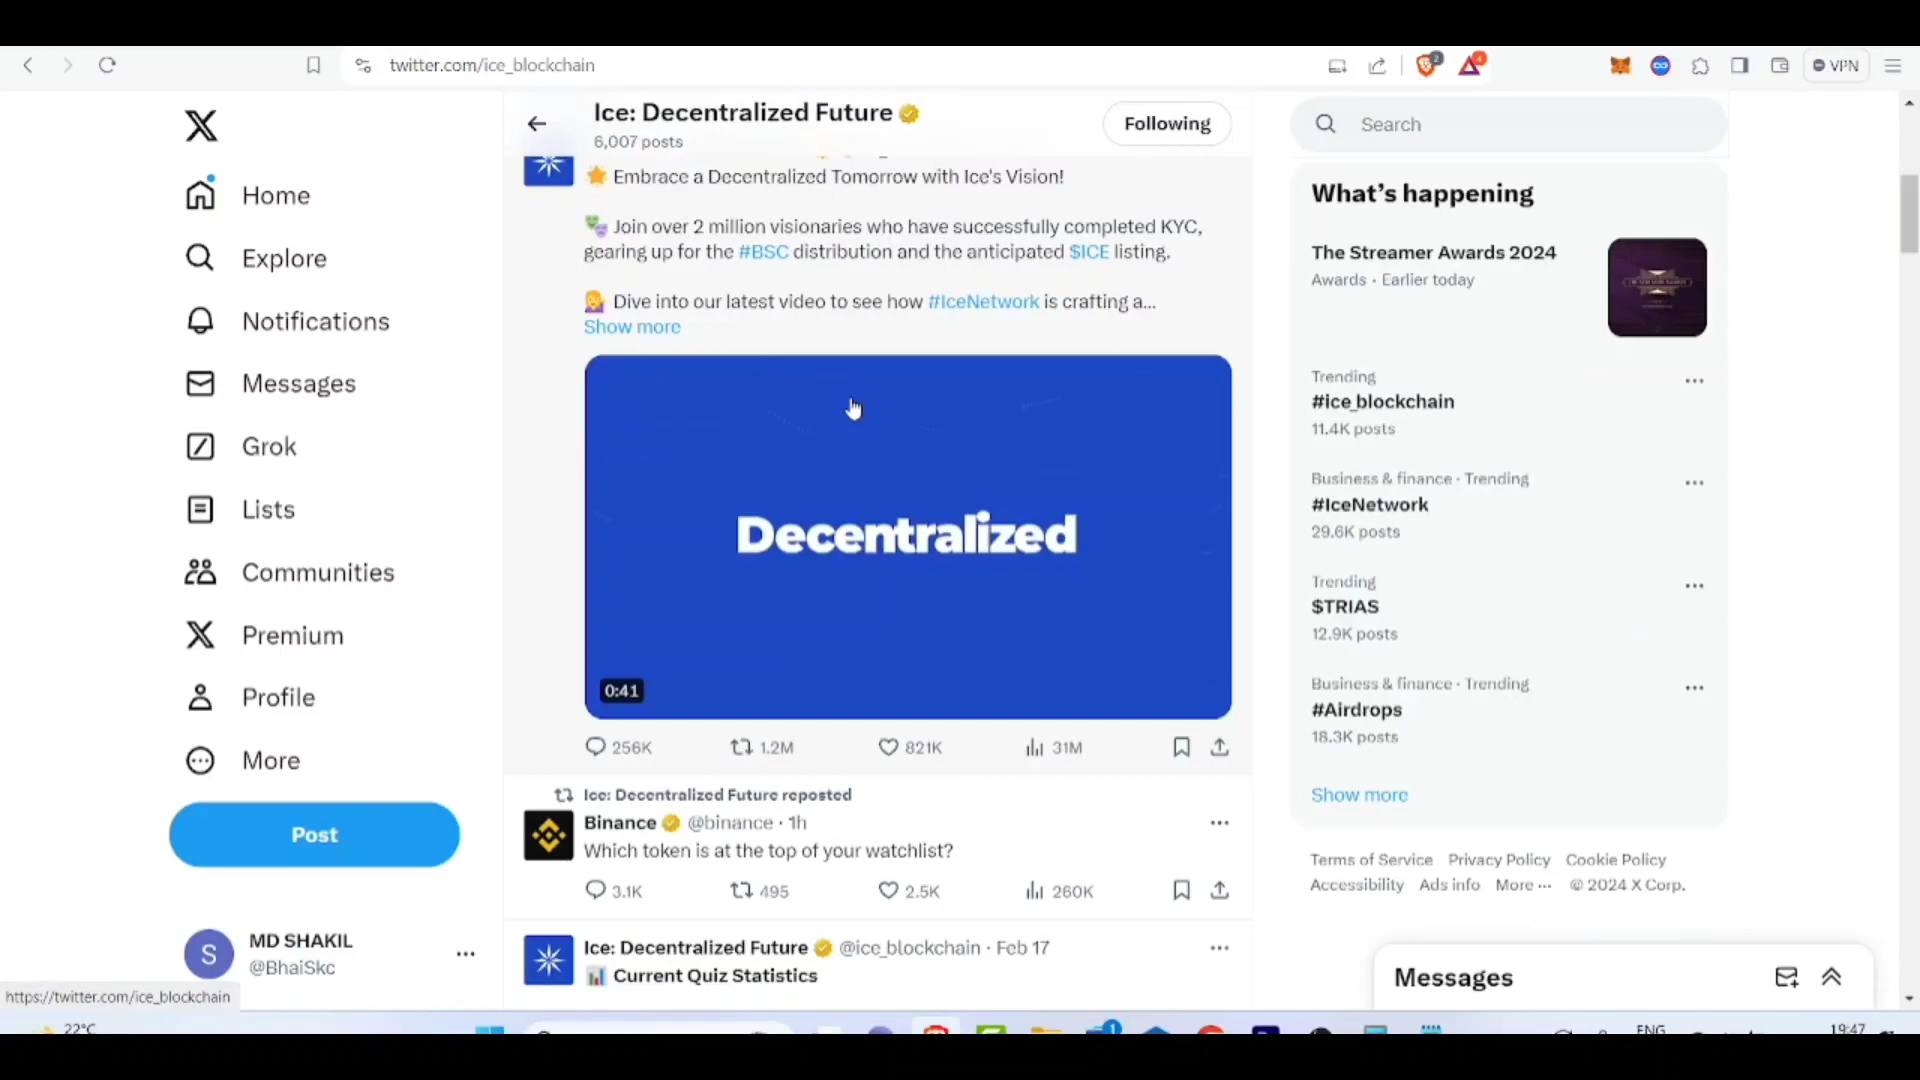 twitter.com/ice_blockchain
2
4
VPN
Home
Explore
Notifications
Messages
Grok
Lists
Communities
Premium
Profile
More
Post
S
MD SHAKIL
@BhaiSkc
https://twitter.com/ice_blockchain
22°C
Ice: Decentralized Future
6,007 posts
Following
⭐ Embrace a Decentralized Tomorrow with Ice's Vision!
🎭 Join over 2 million visionaries who have successfully completed KYC,
gearing up for the #BSC distribution and the anticipated $ICE listing.
💁 Dive into our latest video to see how #IceNetwork is crafting a...
Show more
Decentralized
0:41
256K 1.2M 821K 31M
Ice: Decentralized Future reposted
Binance @binance · 1h
Which token is at the top of your watchlist?
3.1K 495 2.5K 260K
Ice: Decentralized Future @ice_blockchain · Feb 17
📊 Current Quiz Statistics
Search
What's happening
The Streamer Awards 2024
Awards · Earlier today
Trending
#ice_blockchain
11.4K posts
Business & finance · Trending
#IceNetwork
29.6K posts
Trending
$TRIAS
12.9K posts
Business & finance · Trending
#Airdrops
18.3K posts
Show more
Terms of Service Privacy Policy Cookie Policy
Accessibility Ads info More ··· © 2024 X Corp.
Messages
1
ENG
19:47